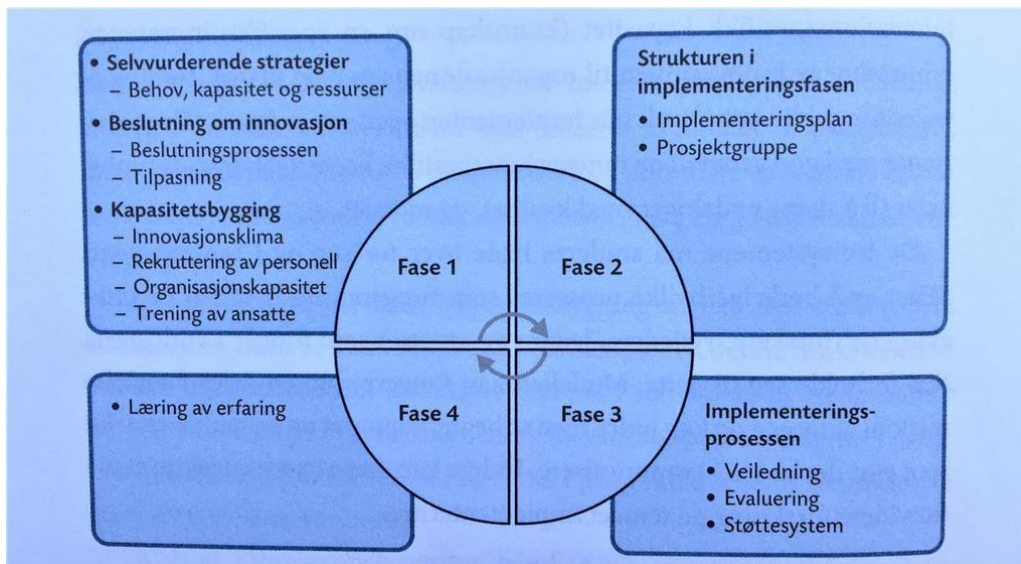 • Selvvurderende strategier
– Behov, kapasitet og ressurser
• Beslutning om innovasjon
– Beslutningsprosessen
– Tilpasning
• Kapasitetsbygging
– Innovasjonsklima
– Rekruttering av personell
– Organisasjonskapasitet
– Trening av ansatte
Strukturen i
implementeringsfasen
• Implementeringsplan
• Prosjektgruppe
Fase 1
Fase 2
Fase 4
Fase 3
• Læring av erfaring
Implementerings-
prosessen
• Veiledning
• Evaluering
• Støttesystem